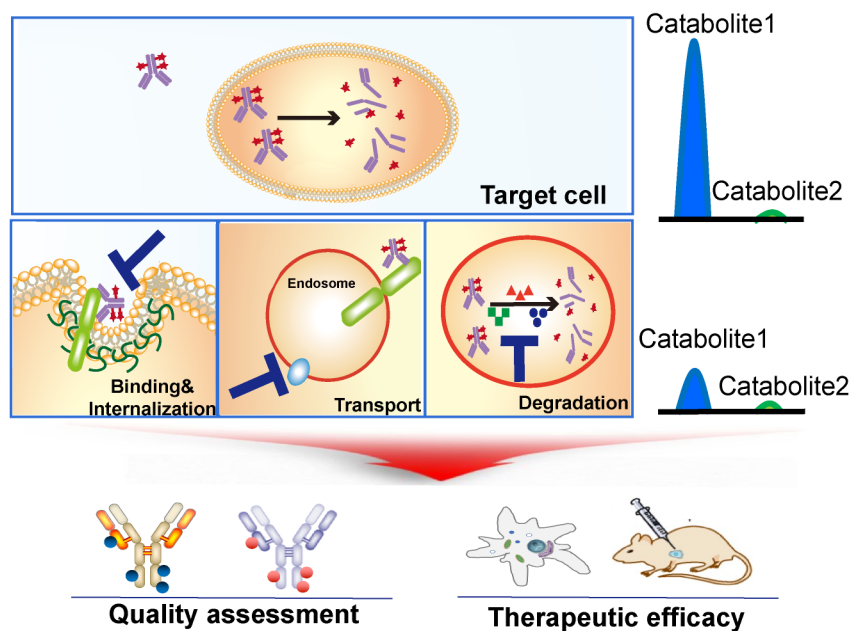 Catabolite1
Catabolite2
Target cell
Endosome
Binding&
Internalization
Transport
Degradation
Catabolite1
Catabolite2
Quality assessment
Therapeutic efficacy